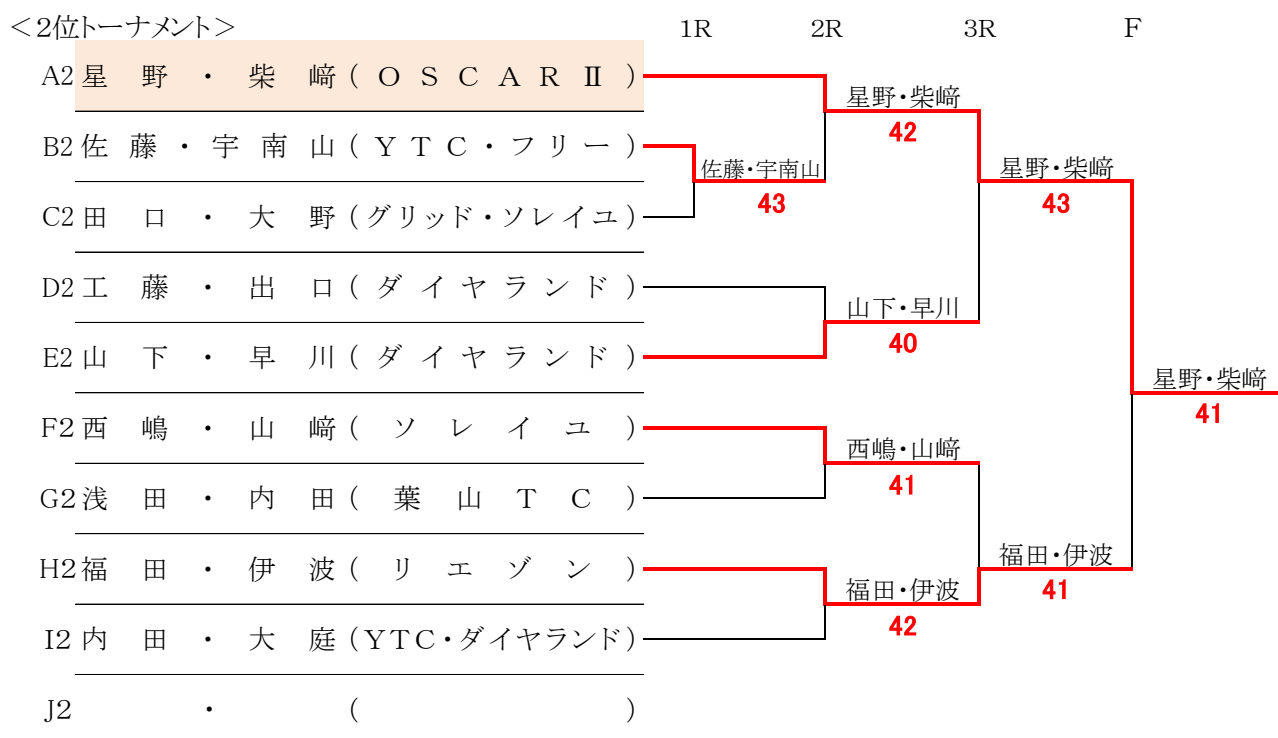 ＜2位トーナメント＞ 1R 2R 3R F
A2 星野・柴﨑(OSCARⅡ)
星野・柴﨑
42
B2 佐藤・宇南山(YTC・フリー)
佐藤・宇南山
43
星野・柴﨑
43
C2 田口・大野(グリッド・ソレイユ)
D2 工藤・出口(ダイヤランド)
山下・早川
40
E2 山下・早川(ダイヤランド)
星野・柴﨑
41
F2 西嶋・山﨑(ソレイユ)
西嶋・山﨑
41
G2 浅田・内田(葉山TC)
福田・伊波
41
H2 福田・伊波(リエゾン)
福田・伊波
42
I2 内田・大庭(YTC・ダイヤランド)
J2 ・ ( )